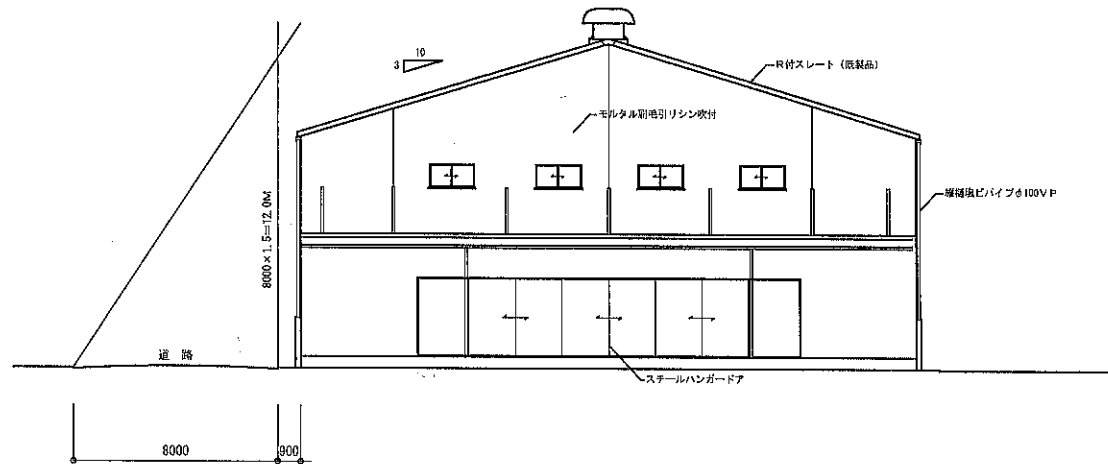 10
3
R付スレート（既製品）
モルタル刷毛引リシン吹付
竪樋塩ビパイプφ100VP
8000×1.5=12.0M
道 路
スチールハンガードア
8000
900